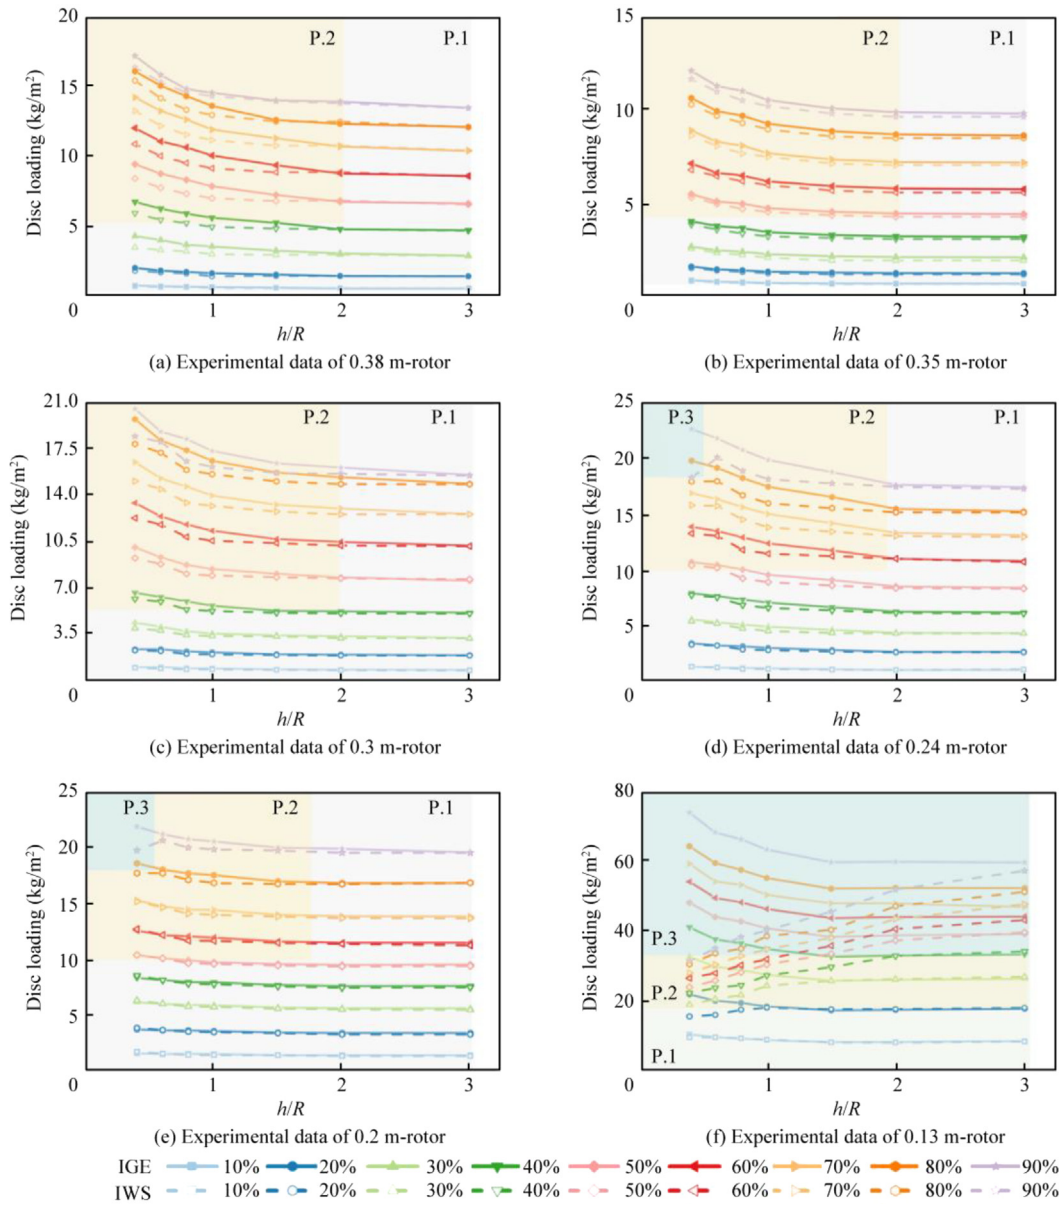 20
15
10
5
0
Disc loading (kg/m²)
P.2
P.1
1
2
3
h/R
(a) Experimental data of 0.38 m-rotor
15
10
5
0
Disc loading (kg/m²)
P.2
P.1
1
2
3
h/R
(b) Experimental data of 0.35 m-rotor
21.0
17.5
14.0
10.5
7.0
3.5
0
Disc loading (kg/m²)
P.2
P.1
1
2
3
h/R
(c) Experimental data of 0.3 m-rotor
25
20
15
10
5
0
Disc loading (kg/m²)
P.3
P.2
P.1
1
2
3
h/R
(d) Experimental data of 0.24 m-rotor
25
20
15
10
5
0
Disc loading (kg/m²)
P.3
P.2
P.1
1
2
3
h/R
(e) Experimental data of 0.2 m-rotor
80
60
40
20
0
Disc loading (kg/m²)
P.3
P.2
P.1
1
2
3
h/R
(f) Experimental data of 0.13 m-rotor
IGE 10% 20% 30% 40% 50% 60% 70% 80% 90%
IWS 10% 20% 30% 40% 50% 60% 70% 80% 90%